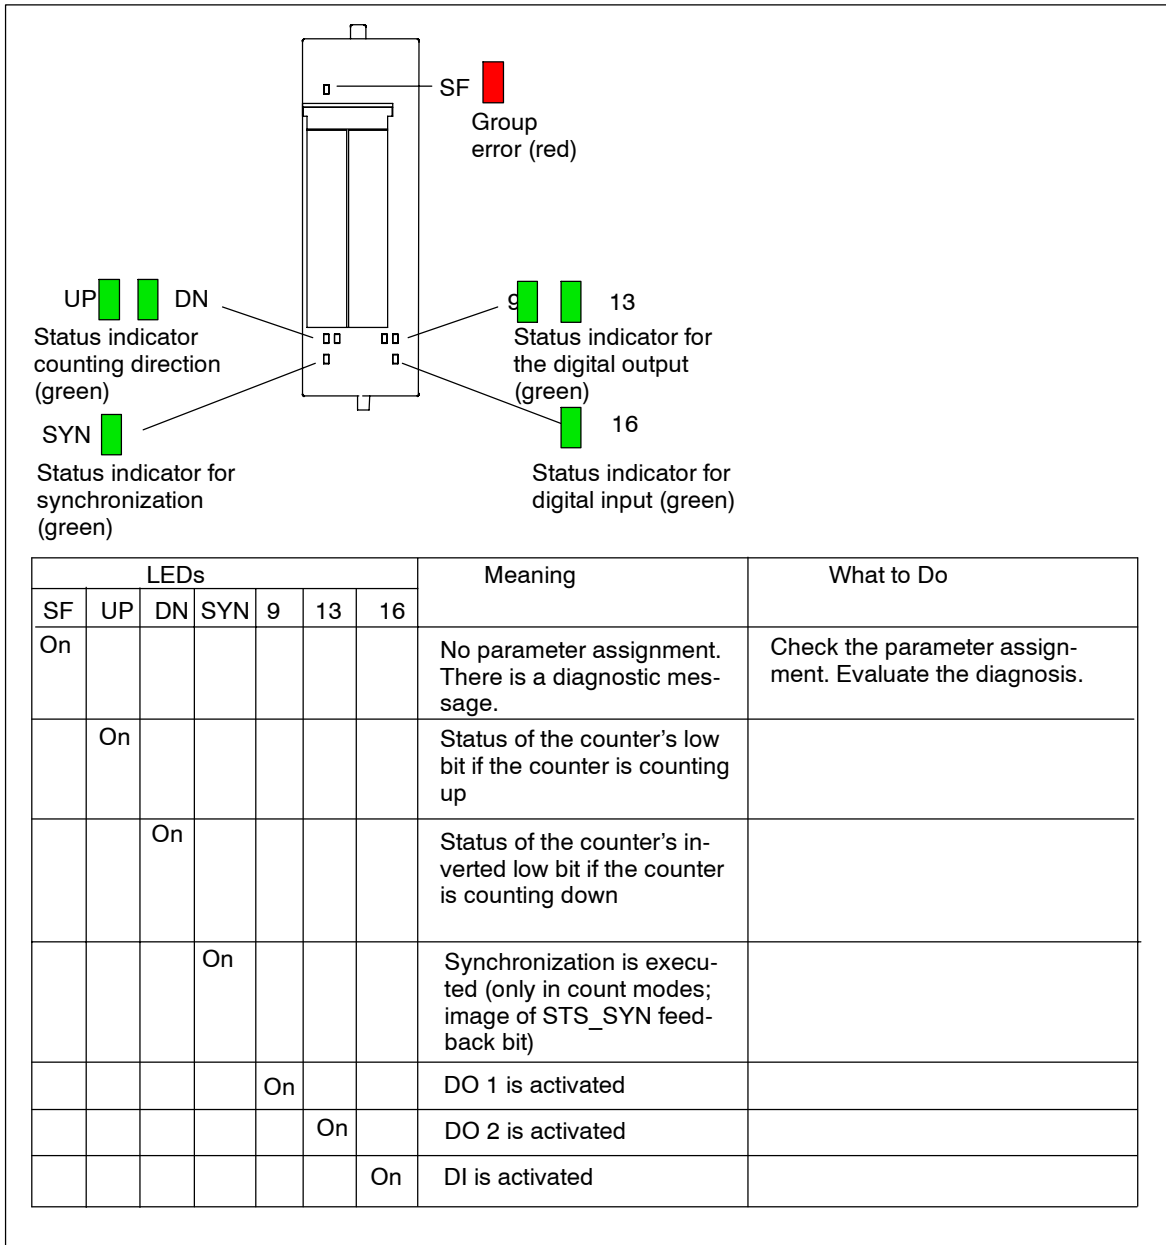 SF
Group
error (red)
UP DN
Status indicator
counting direction
(green)
9 13
Status indicator for
the digital output
(green)
SYN
Status indicator for
synchronization
(green)
16
Status indicator for
digital input (green)
LEDs Meaning What to Do
SF UP DN SYN 9 13 16
On No parameter assignment. Check the parameter assign-
There is a diagnostic mes- ment. Evaluate the diagnosis.
sage.
On Status of the counter's low
bit if the counter is counting
up
On Status of the counter's in-
verted low bit if the counter
is counting down
On Synchronization is execu-
ted (only in count modes;
image of STS_SYN feed-
back bit)
On DO 1 is activated
On DO 2 is activated
On DI is activated